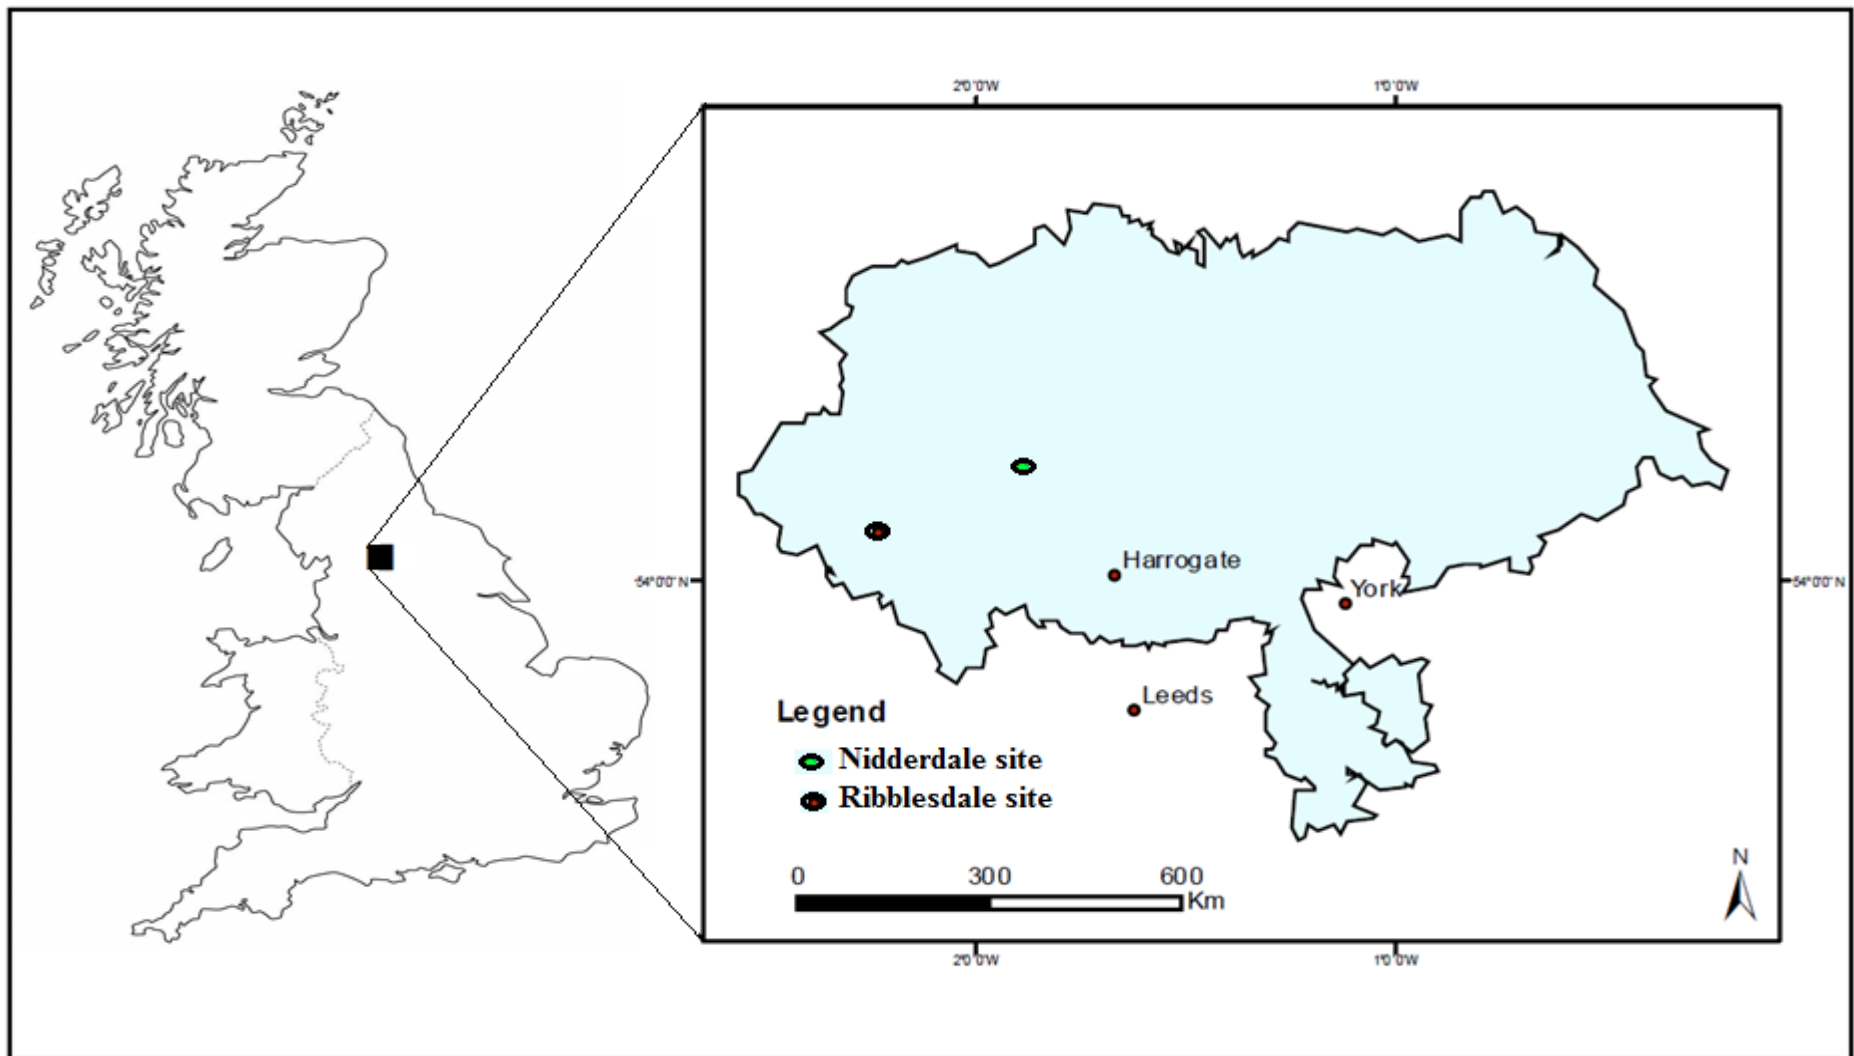 2°0'0"W 1°0'0"W
Harrogate
54°0'0"N 54°0'0"N
York
Leeds
Legend
Nidderdale site
Ribblesdale site
N
0 300 600
Km
2°0'0"W 1°0'0"W